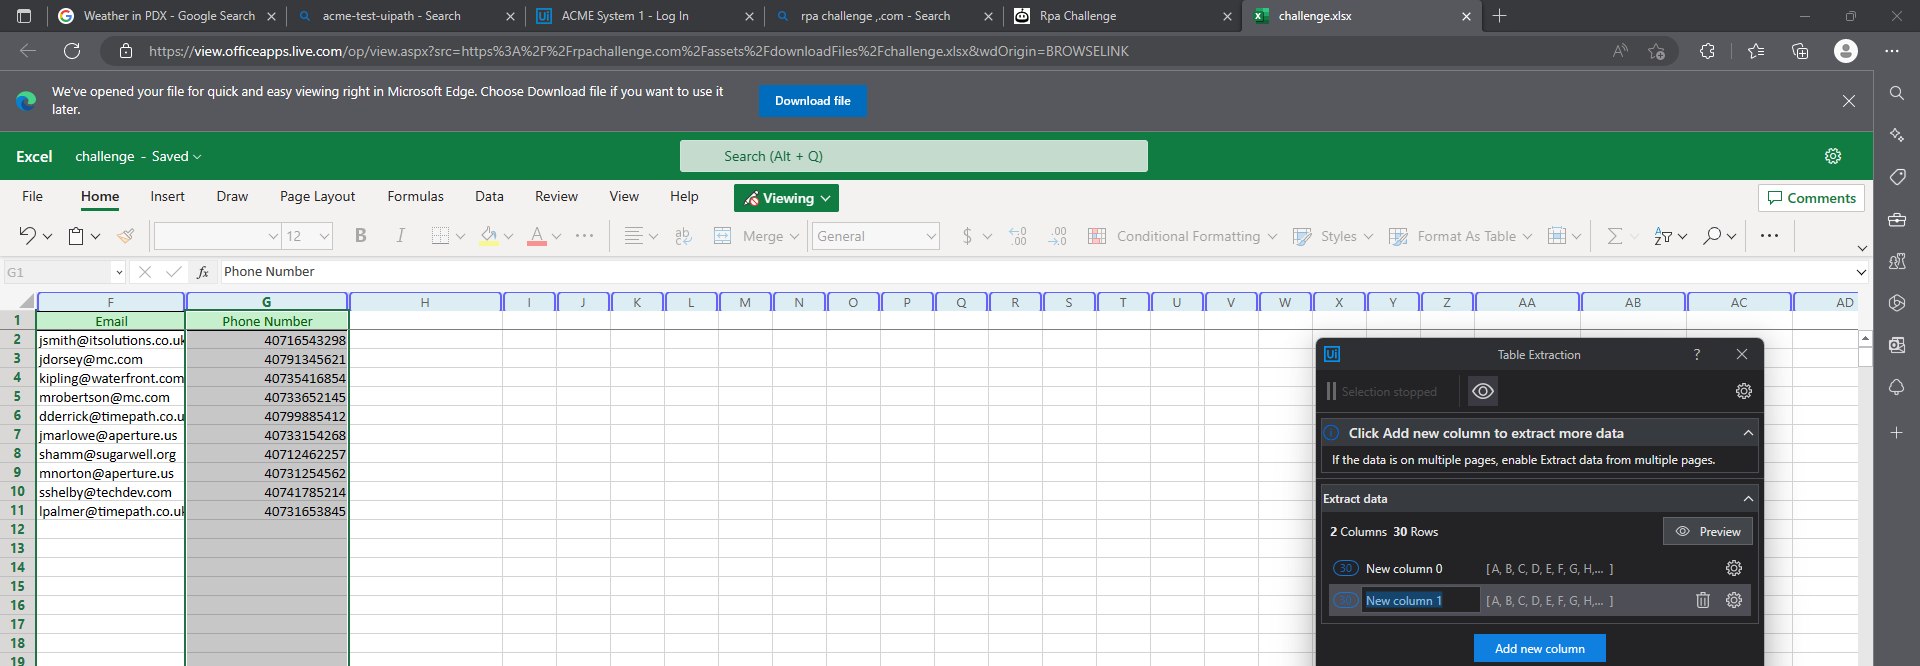 Weather in PDX - Google Search
acme-test-uipath - Search
ACME System 1 - Log In
rpa challenge ,.com - Search
Rpa Challenge
challenge.xlsx
https://view.officeapps.live.com/op/view.aspx?src=https%3A%2F%2Frpachallenge.com%2Fassets%2FdownloadFiles%2Fchallenge.xlsx&wdOrigin=BROWSELINK
We've opened your file for quick and easy viewing right in Microsoft Edge. Choose Download file if you want to use it
later.
Download file
Excel
challenge - Saved
Search (Alt + Q)
File Home Insert Draw Page Layout Formulas Data Review View Help
Viewing
Comments
12 B I A ab Merge General $ .00 .00 Conditional Formatting Styles Format As Table
G1 fx Phone Number
F G H I J K L M N O P Q R S T U V W X Y Z AA AB AC AD
1 Email Phone Number
2 jsmith@itsolutions.co.uk 40716543298
3 jdorsey@mc.com 40791345621
4 kipling@waterfront.com 40735416854
5 mrobertson@mc.com 40733652145
6 dderrick@timepath.co.u 40799885412
7 jmarlowe@aperture.us 40733154268
8 shamm@sugarwell.org 40712462257
9 mnorton@aperture.us 40731254562
10 sshelby@techdev.com 40741785214
11 lpalmer@timepath.co.uk 40731653845
12
13
14
15
16
17
18
19
Ui Table Extraction ?
Selection stopped
Click Add new column to extract more data
If the data is on multiple pages, enable Extract data from multiple pages.
Extract data
2 Columns 30 Rows
Preview
30 New column 0 [ A, B, C, D, E, F, G, H,... ]
30 New column 1 [ A, B, C, D, E, F, G, H,... ]
Add new column